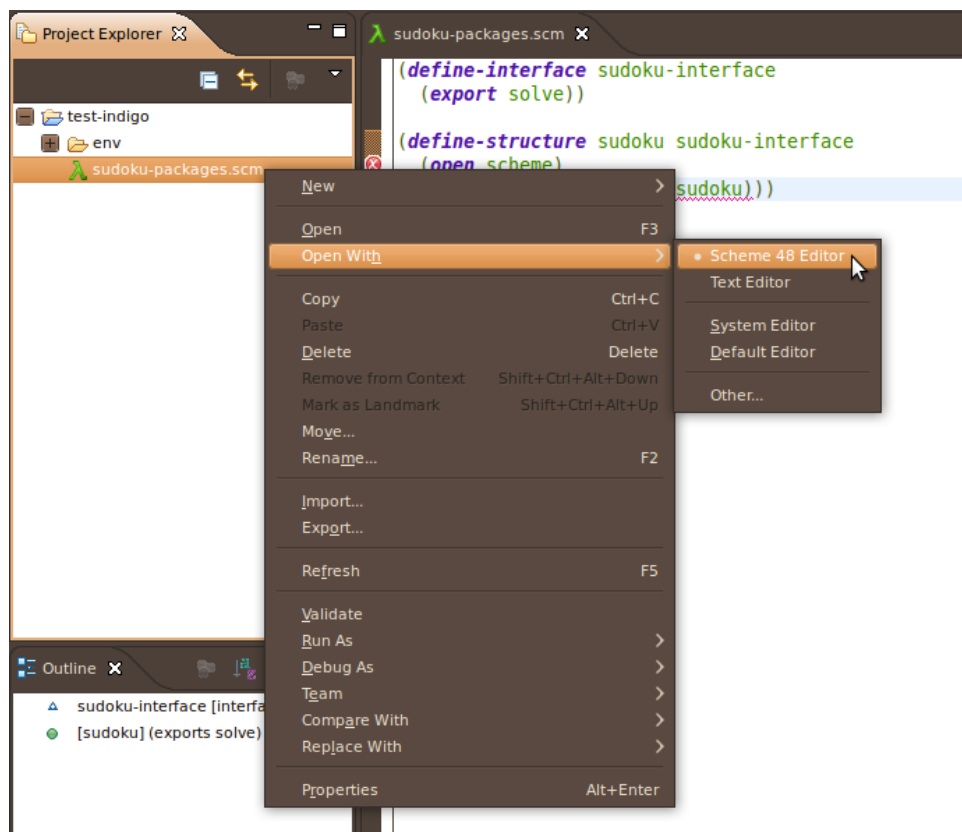 Project Explorer
sudoku-packages.scm
test-indigo
env
sudoku-packages.scm
(define-interface sudoku-interface
(export solve))
(define-structure sudoku sudoku-interface
(open scheme)
sudoku)))
New
Open F3
Open With
Copy Ctrl+C
Paste Ctrl+V
Delete Delete
Remove from Context Shift+Ctrl+Alt+Down
Mark as Landmark Shift+Ctrl+Alt+Up
Move...
Rename... F2
Import...
Export...
Refresh F5
Validate
Run As
Debug As
Team
Compare With
Replace With
Properties Alt+Enter
Scheme 48 Editor
Text Editor
System Editor
Default Editor
Other...
Outline
sudoku-interface [interfa
[sudoku] (exports solve)